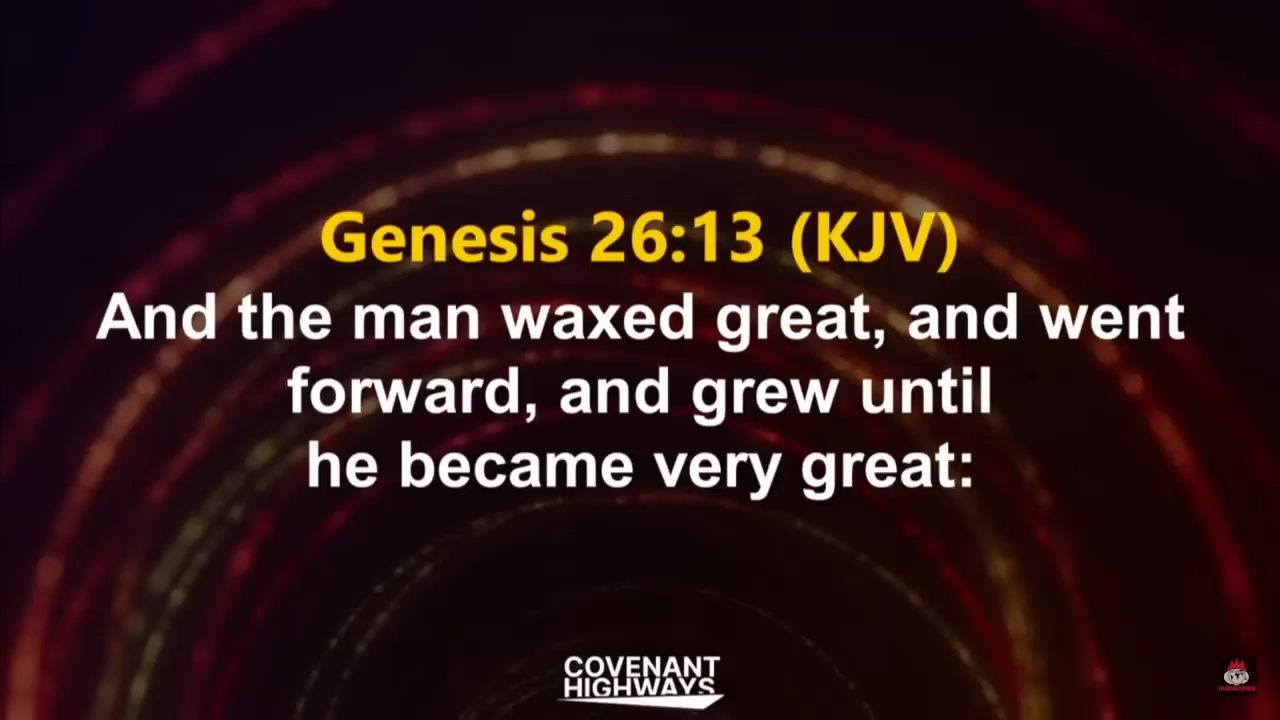 Genesis 26:13 (KJV)
And the man waxed great, and went
forward, and grew until
he became very great:
COVENANT
HIGHWAYS
SUBSCRIBE